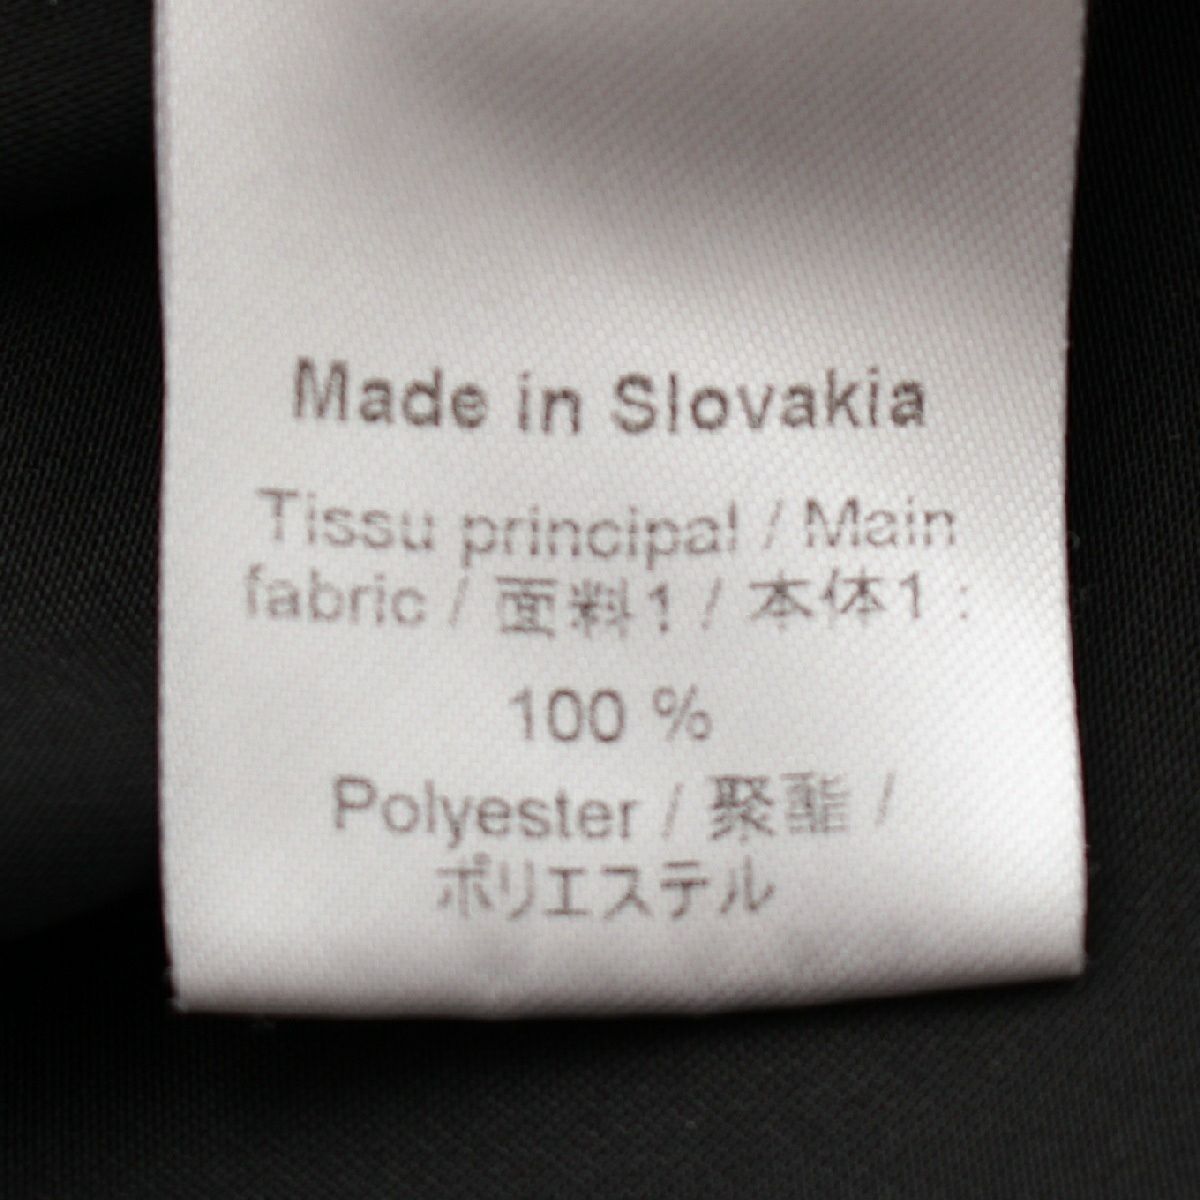 Made in Slovakia
Tissu principal / Main
fabric / 面料1 / 本体1 :
100 %
Polyester / 聚酯 /
ポリエステル